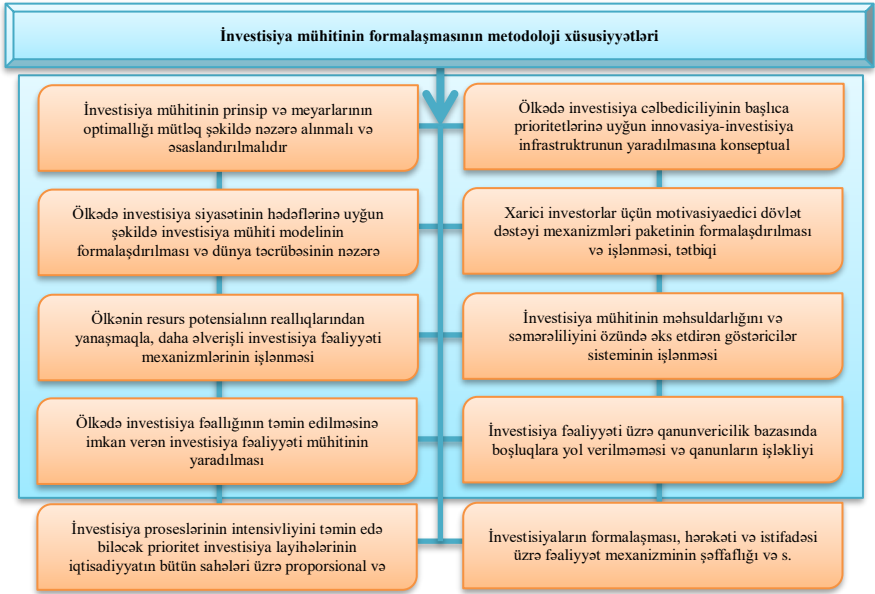 İnvestisiya mühitinin formalaşmasının metodoloji xüsusiyyətləri
İnvestisiya mühitinin prinsip və meyarlarının
optimallığı mütləq şəkildə nəzərə alınmalı və
əsaslandırılmalıdır
Ölkədə investisiya siyasətinin hədəflərinə uyğun
şəkildə investisiya mühiti modelinin
formalaşdırılması və dünya təcrübəsinin nəzərə
Ölkənin resurs potensialınn reallıqlarından
yanaşmaqla, daha əlverişli investisiya fəaliyyəti
mexanizmlərinin işlənməsi
Ölkədə investisiya fəallığının təmin edilməsinə
imkan verən investisiya fəaliyyəti mühitinin
yaradılması
İnvestisiya proseslərinin intensivliyini təmin edə
biləcək prioritet investisiya layihələrinin
iqtisadiyyatın bütün sahələri üzrə proporsional və
Ölkədə investisiya cəlbediciliyinin başlıca
prioritetlərinə uyğun innovasiya-investisiya
infrastruktrunun yaradılmasına konseptual
Xarici investorlar üçün motivasiyaedici dövlət
dəstəyi mexanizmləri paketinin formalaşdırılması
və işlənməsi, tətbiqi
İnvestisiya mühitinin məhsuldarlığını və
səmərəliliyini özündə əks etdirən göstəricilər
sisteminin işlənməsi
İnvestisiya fəaliyyəti üzrə qanunvericilik bazasında
boşluqlara yol verilməməsi və qanunların işləkliyi
İnvestisiyaların formalaşması, hərəkəti və istifadəsi
üzrə fəaliyyət mexanizminin şəffaflığı və s.